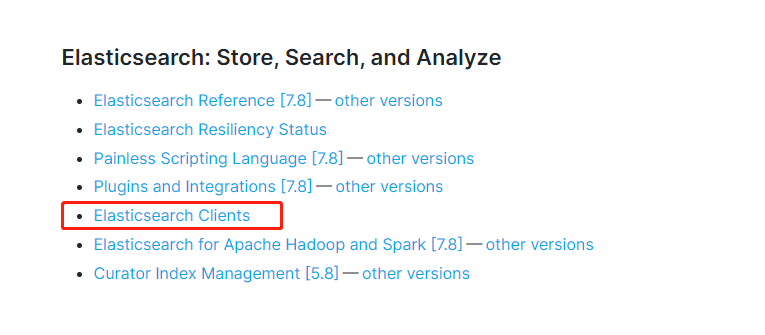 Elasticsearch: Store, Search, and Analyze
Elasticsearch Reference [7.8] — other versions
Elasticsearch Resiliency Status
Painless Scripting Language [7.8] — other versions
Plugins and Integrations [7.8] — other versions
Elasticsearch Clients
Elasticsearch for Apache Hadoop and Spark [7.8] — other versions
Curator Index Management [5.8] — other versions